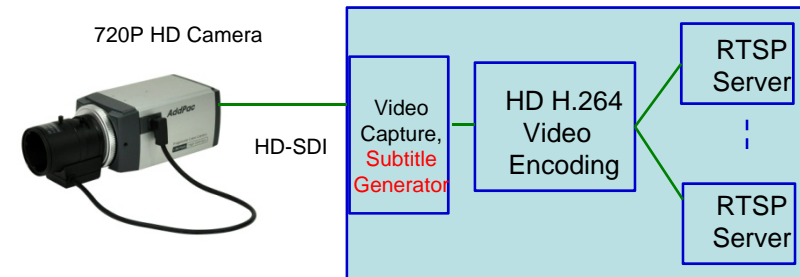 720P HD Camera
AddPac
HD-SDI
Video
Capture,
Subtitle
Generator
HD H.264
Video
Encoding
RTSP
Server
RTSP
Server